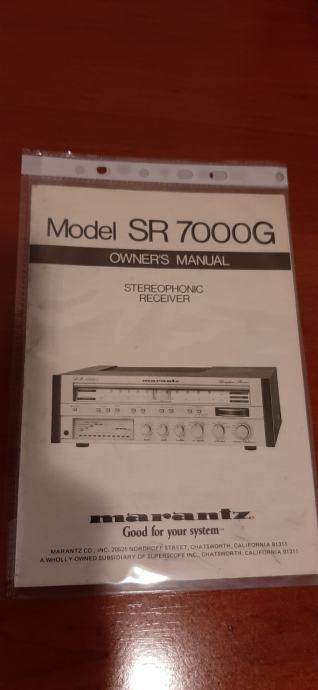 Model SR 7000G
OWNER'S MANUAL
STEREOPHONIC
RECEIVER
marantz
marantz
Good for your system
MARANTZ CO., INC. 20525 NORDHOFF STREET, CHATSWORTH, CALIFORNIA 91311
A WHOLLY-OWNED SUBSIDIARY OF SUPERSCOPE INC., CHATSWORTH, CALIFORNIA 91311